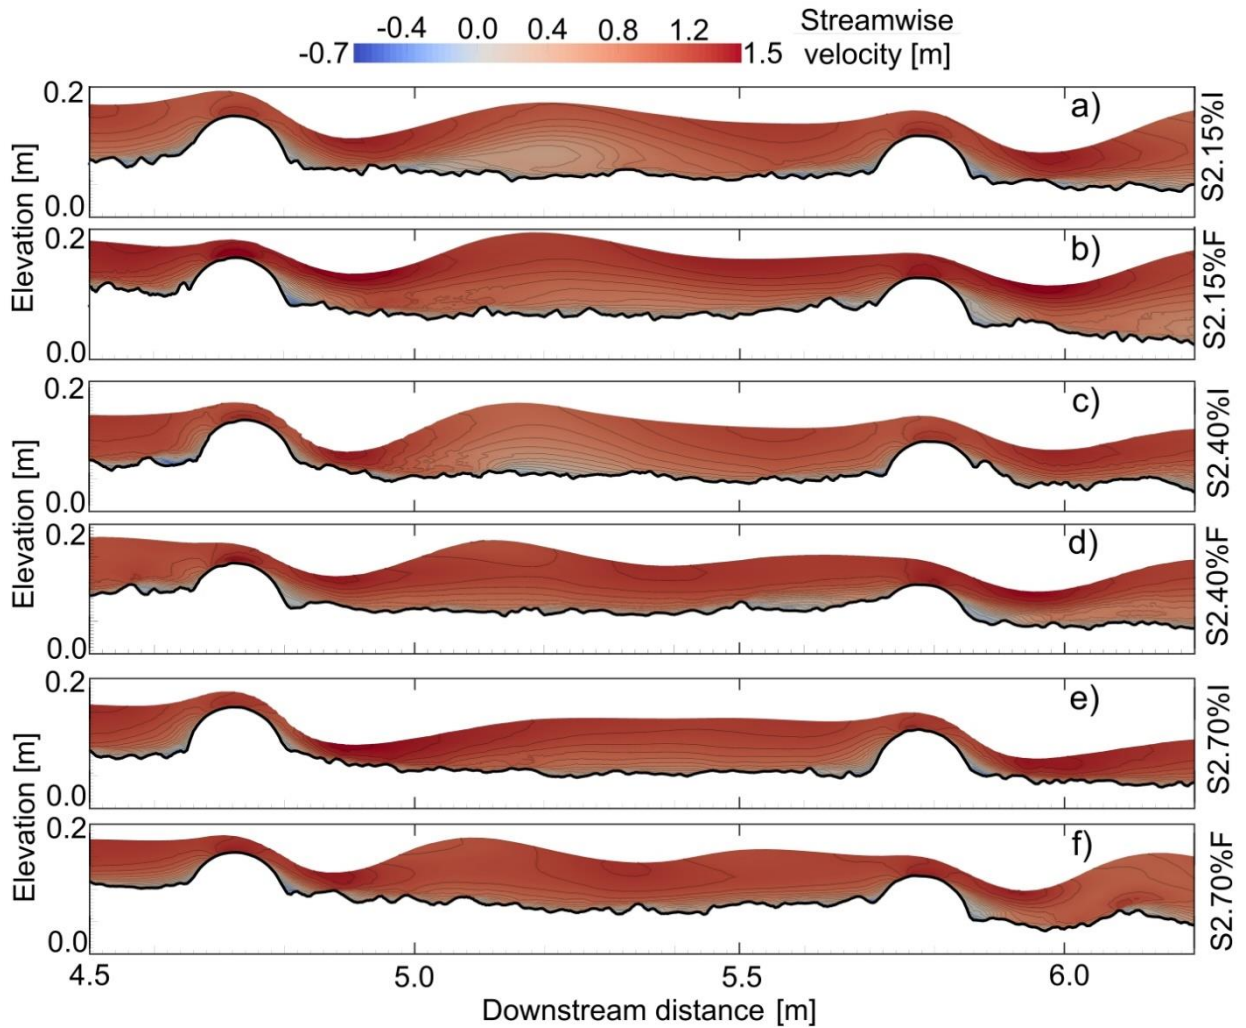 -0.4 0.0 0.4 0.8 1.2 Streamwise
-0.7 1.5 velocity [m]
0.2 a) S2.15%I
Elevation [m]
0.0
0.2 b) S2.15%F
0.0
0.2 c) S2.40%I
Elevation [m]
0.0
0.2 d) S2.40%F
Elevation [m]
0.0
0.2 e) S2.70%I
Elevation [m]
0.0
0.2 f) S2.70%F
0.0
4.5 5.0 5.5 6.0
Downstream distance [m]